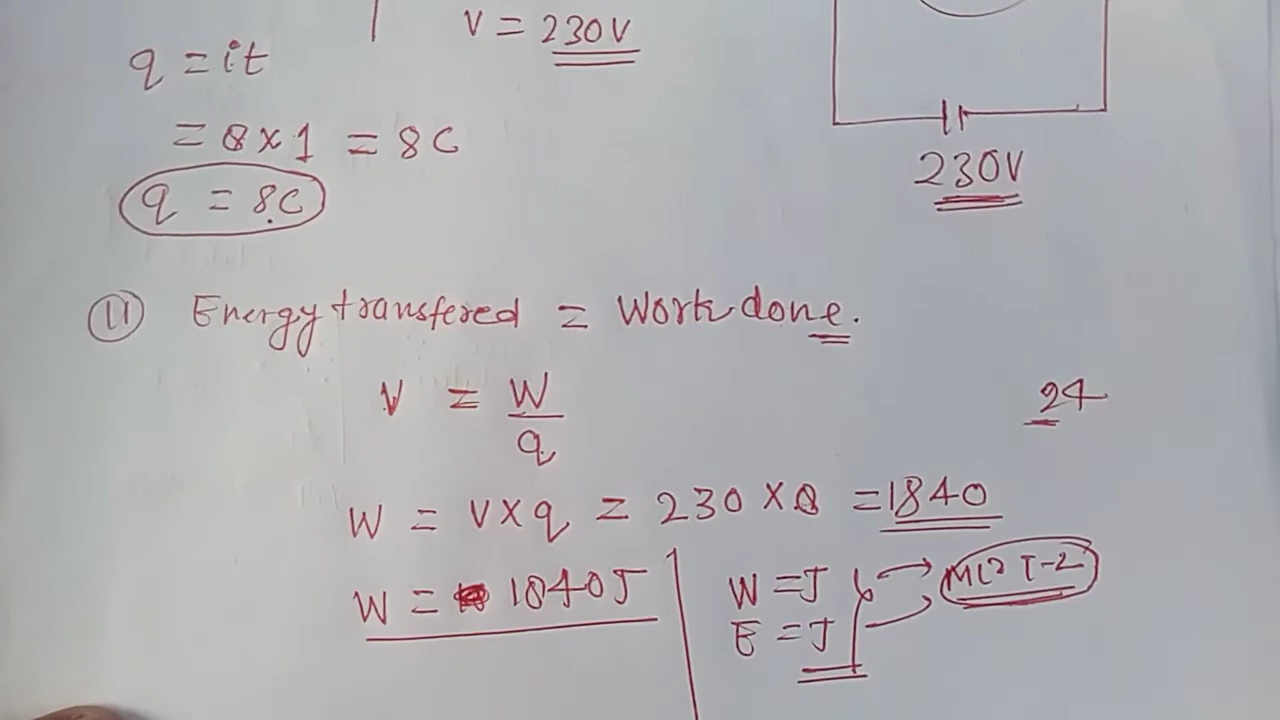 V = 230V
q = it
= 8 × 1 = 8C
q = 8C
230V
(ii) Energy transfered = Work done.
V = W/q
24
W = V×q = 230 × 8 = 1840
W = 1840J
W = J
E = J
ML² T-2